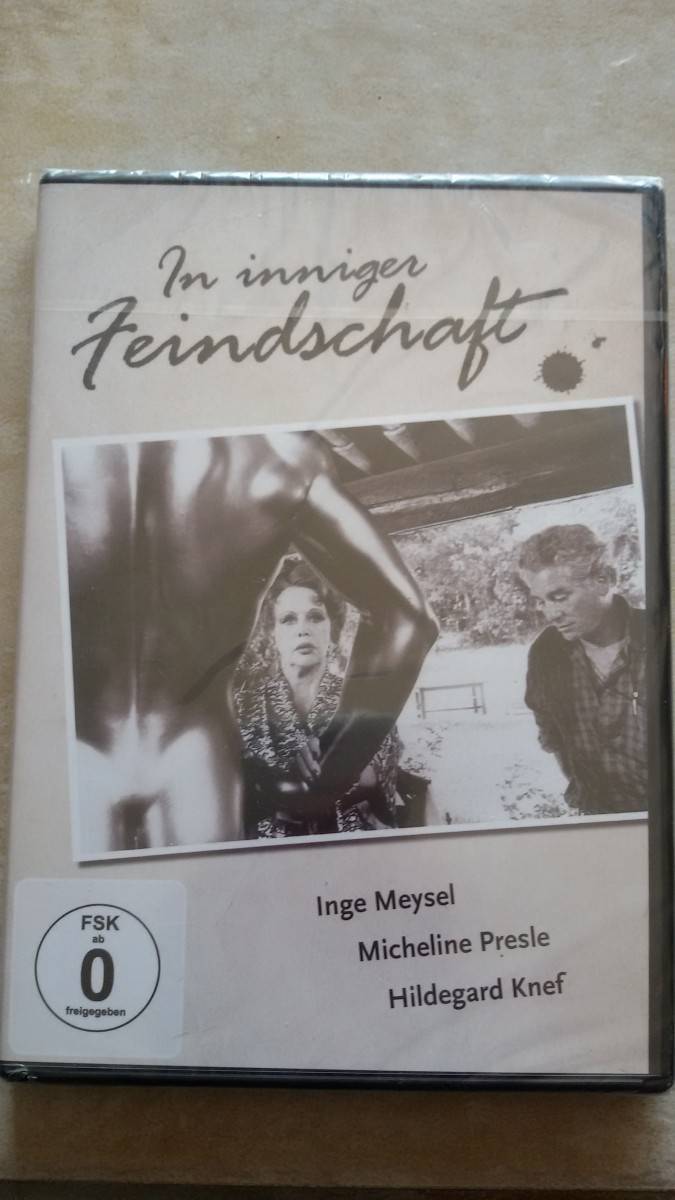 In inniger
Feindschaft
Inge Meysel
Micheline Presle
Hildegard Knef
FSK
ab
0
freigegeben